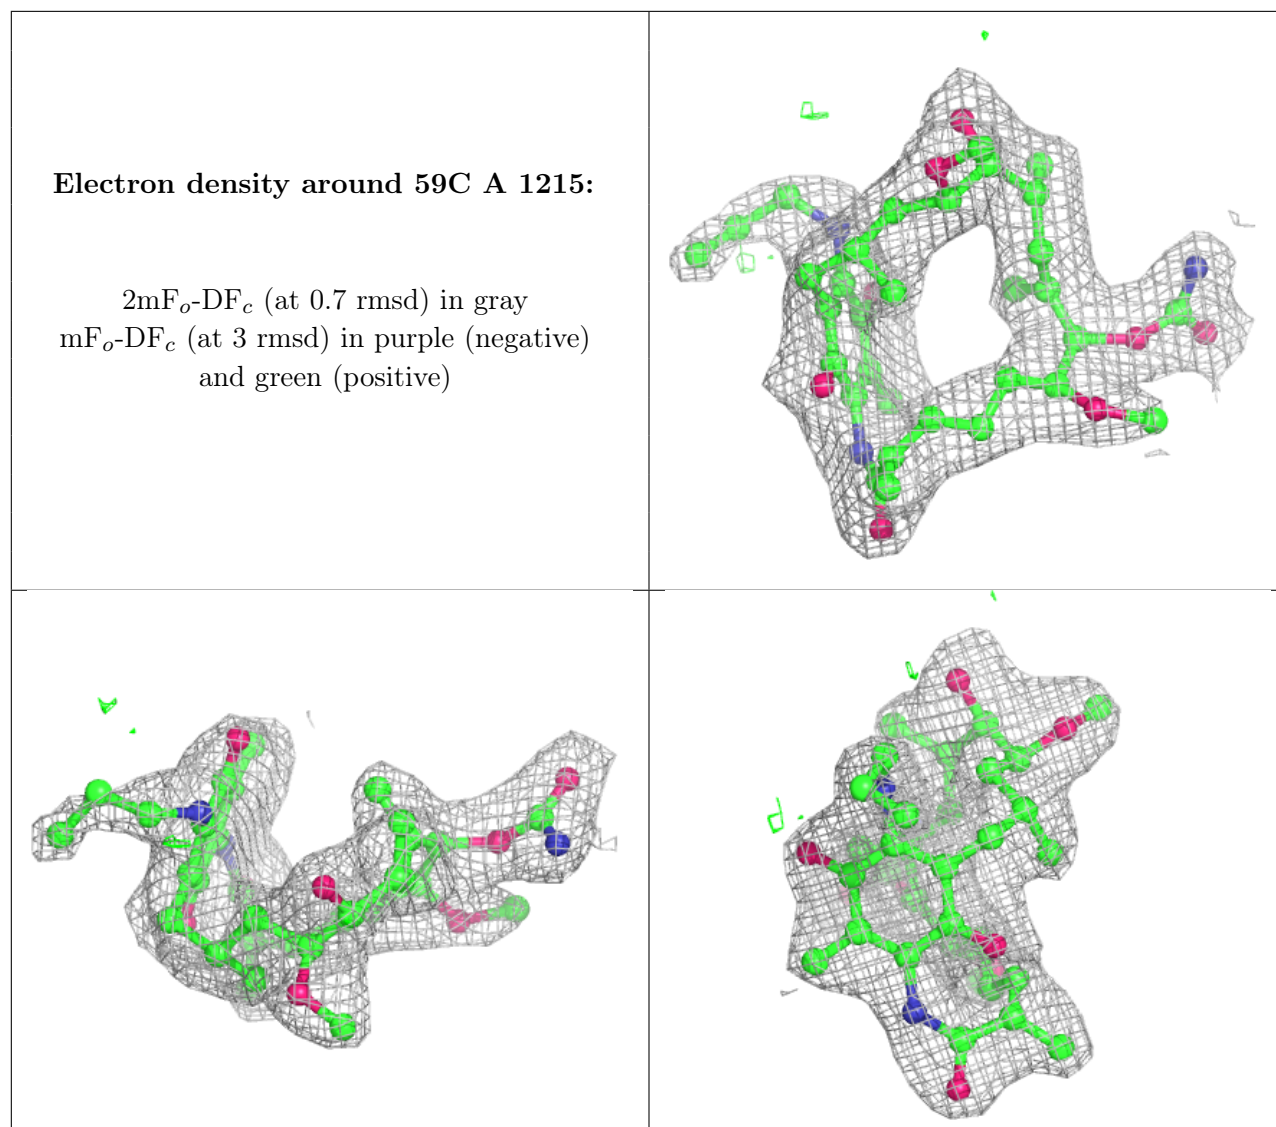 Electron density around 59C A 1215:
2mFₒ-DF𝒸 (at 0.7 rmsd) in gray
mFₒ-DF𝒸 (at 3 rmsd) in purple (negative)
and green (positive)